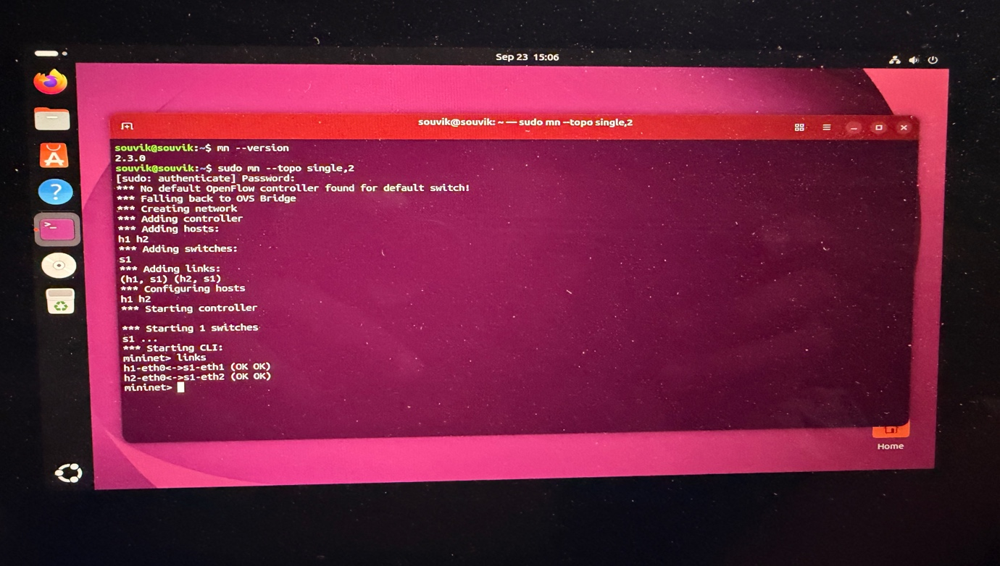 Sep 23 15:06
souvik@souvik: ~ — sudo mn --topo single,2
souvik@souvik:~$ mn --version
2.3.0
souvik@souvik:~$ sudo mn --topo single,2
[sudo: authenticate] Password:
*** No default OpenFlow controller found for default switch!
*** Falling back to OVS Bridge
*** Creating network
*** Adding controller
*** Adding hosts:
h1 h2
*** Adding switches:
s1
*** Adding links:
(h1, s1) (h2, s1)
*** Configuring hosts
h1 h2
*** Starting controller
*** Starting 1 switches
s1 ...
*** Starting CLI:
mininet> links
h1-eth0<->s1-eth1 (OK OK)
h2-eth0<->s1-eth2 (OK OK)
mininet>
Home